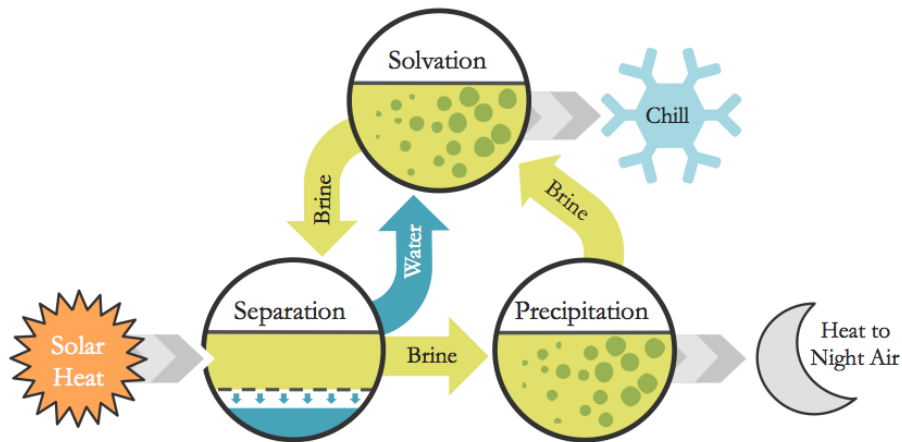 Solvation
Chill
Brine
Water
Brine
Separation
Precipitation
Solar
Heat
Brine
Heat to
Night Air